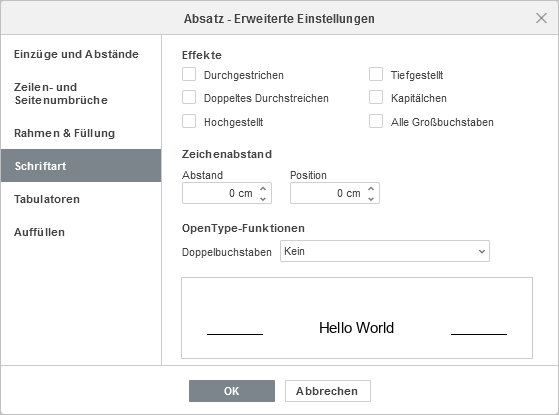 Absatz - Erweiterte Einstellungen
Einzüge und Abstände
Zeilen- und
Seitenumbrüche
Rahmen & Füllung
Schriftart
Tabulatoren
Auffüllen
Effekte
Durchgestrichen
Tiefgestellt
Doppeltes Durchstreichen
Kapitälchen
Hochgestellt
Alle Großbuchstaben
Zeichenabstand
Abstand
Position
0 cm
0 cm
OpenType-Funktionen
Doppelbuchstaben
Kein
Hello World
OK
Abbrechen